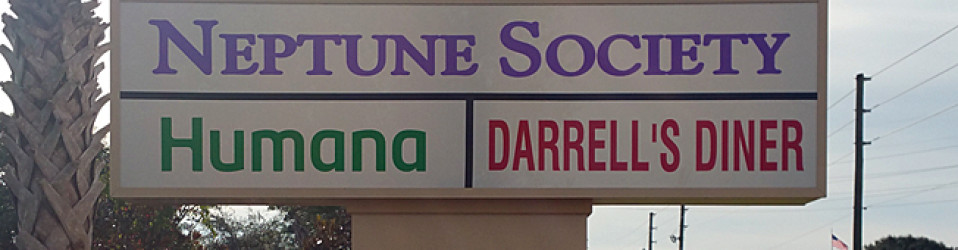 NEPTUNE SOCIETY
Humana
DARRELL'S DINER